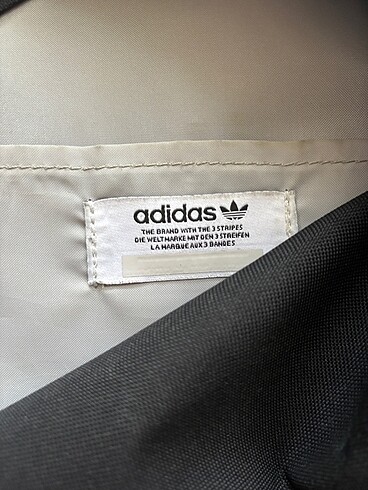 adidas
THE BRAND WITH THE 3 STRIPES
DIE WELTMARKE MIT DEN 3 STREIFEN
LA MARQUE AUX 3 BANDES